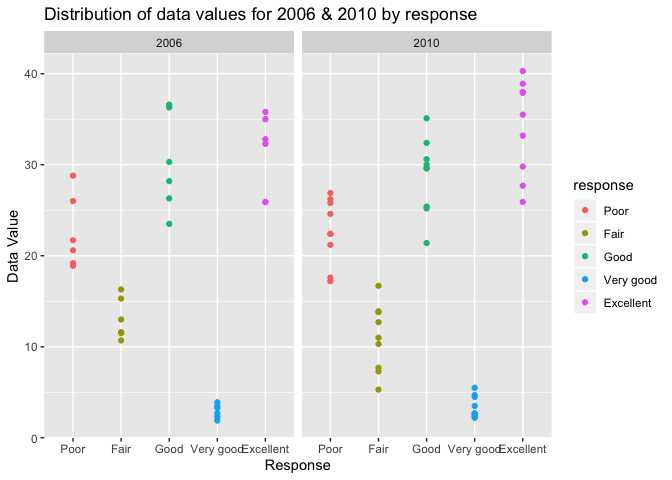 Distribution of data values for 2006 & 2010 by response
2006
2010
Data Value
40
30
20
10
0
Poor Fair Good Very good Excellent
Poor Fair Good Very good Excellent
Response
response
Poor
Fair
Good
Very good
Excellent